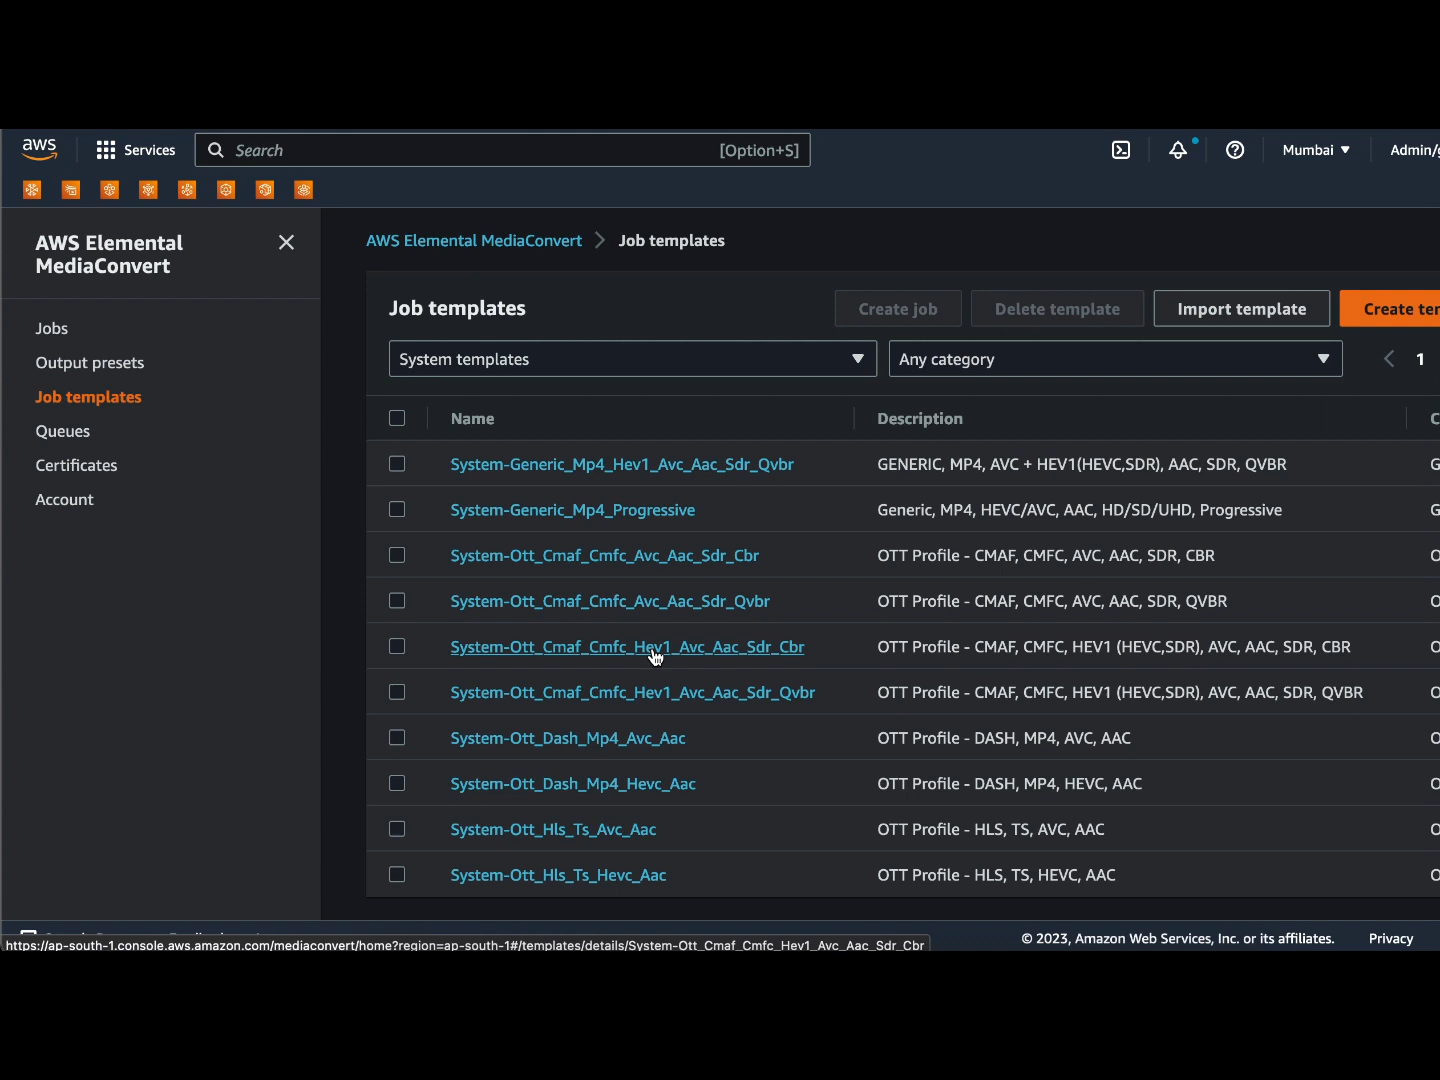 aws
Services
Search
[Option+S]
Mumbai
Admin/
AWS Elemental
MediaConvert
Jobs
Output presets
Job templates
Queues
Certificates
Account
AWS Elemental MediaConvert
Job templates
Job templates
Create job
Delete template
Import template
Create
System templates
Any category
1
Name
Description
System-Generic_Mp4_Hev1_Avc_Aac_Sdr_Qvbr
GENERIC, MP4, AVC + HEV1(HEVC,SDR), AAC, SDR, QVBR
System-Generic_Mp4_Progressive
Generic, MP4, HEVC/AVC, AAC, HD/SD/UHD, Progressive
System-Ott_Cmaf_Cmfc_Avc_Aac_Sdr_Cbr
OTT Profile - CMAF, CMFC, AVC, AAC, SDR, CBR
System-Ott_Cmaf_Cmfc_Avc_Aac_Sdr_Qvbr
OTT Profile - CMAF, CMFC, AVC, AAC, SDR, QVBR
System-Ott_Cmaf_Cmfc_Hev1_Avc_Aac_Sdr_Cbr
OTT Profile - CMAF, CMFC, HEV1 (HEVC,SDR), AVC, AAC, SDR, CBR
System-Ott_Cmaf_Cmfc_Hev1_Avc_Aac_Sdr_Qvbr
OTT Profile - CMAF, CMFC, HEV1 (HEVC,SDR), AVC, AAC, SDR, QVBR
System-Ott_Dash_Mp4_Avc_Aac
OTT Profile - DASH, MP4, AVC, AAC
System-Ott_Dash_Mp4_Hevc_Aac
OTT Profile - DASH, MP4, HEVC, AAC
System-Ott_Hls_Ts_Avc_Aac
OTT Profile - HLS, TS, AVC, AAC
System-Ott_Hls_Ts_Hevc_Aac
OTT Profile - HLS, TS, HEVC, AAC
https://ap-south-1.console.aws.amazon.com/mediaconvert/home?region=ap-south-1#/templates/details/System-Ott_Cmaf_Cmfc_Hev1_Avc_Aac_Sdr_Cbr
© 2023, Amazon Web Services, Inc. or its affiliates.
Privacy